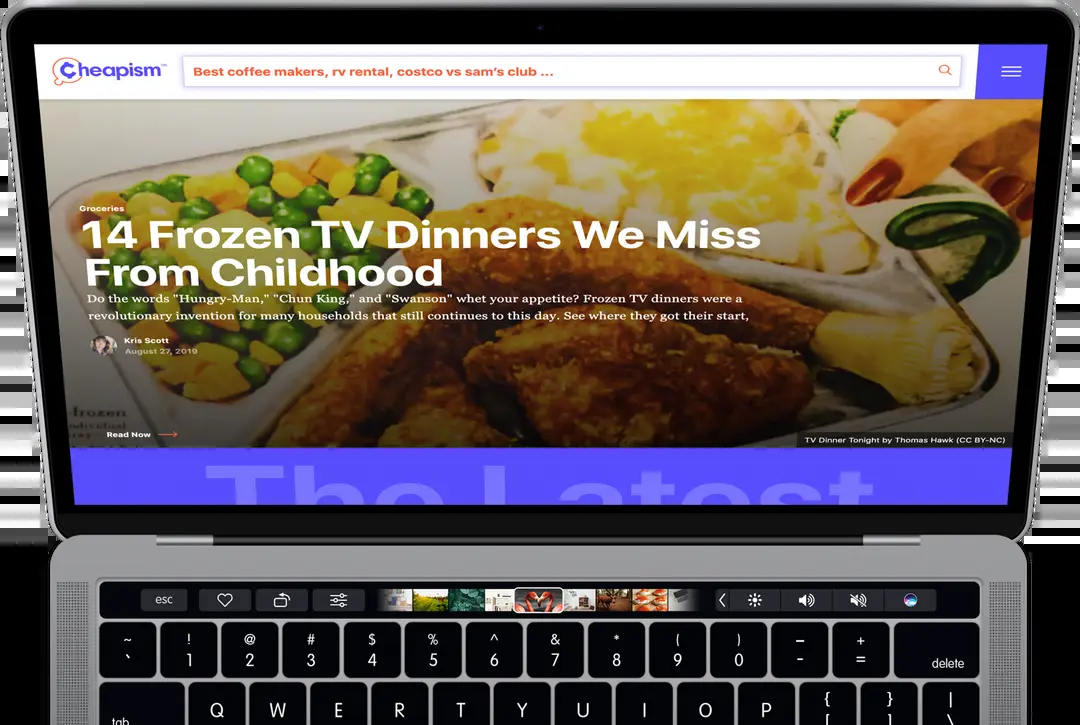 Cheapism™
Best coffee makers, rv rental, costco vs sam's club ...
Groceries
14 Frozen TV Dinners We Miss
From Childhood
Do the words "Hungry-Man," "Chun King," and "Swanson" whet your appetite? Frozen TV dinners were a
revolutionary invention for many households that still continues to this day. See where they got their start,
Kris Scott
August 27, 2019
-frozen
individual
Read Now
TV Dinner Tonight by Thomas Hawk (CC BY-NC)
The Latest
esc
~ ! @ # $ % ^ & * ( ) – +
` 1 2 3 4 5 6 7 8 9 0 - = delete
{ } |
tab Q W E R T Y U I O P [ ] \